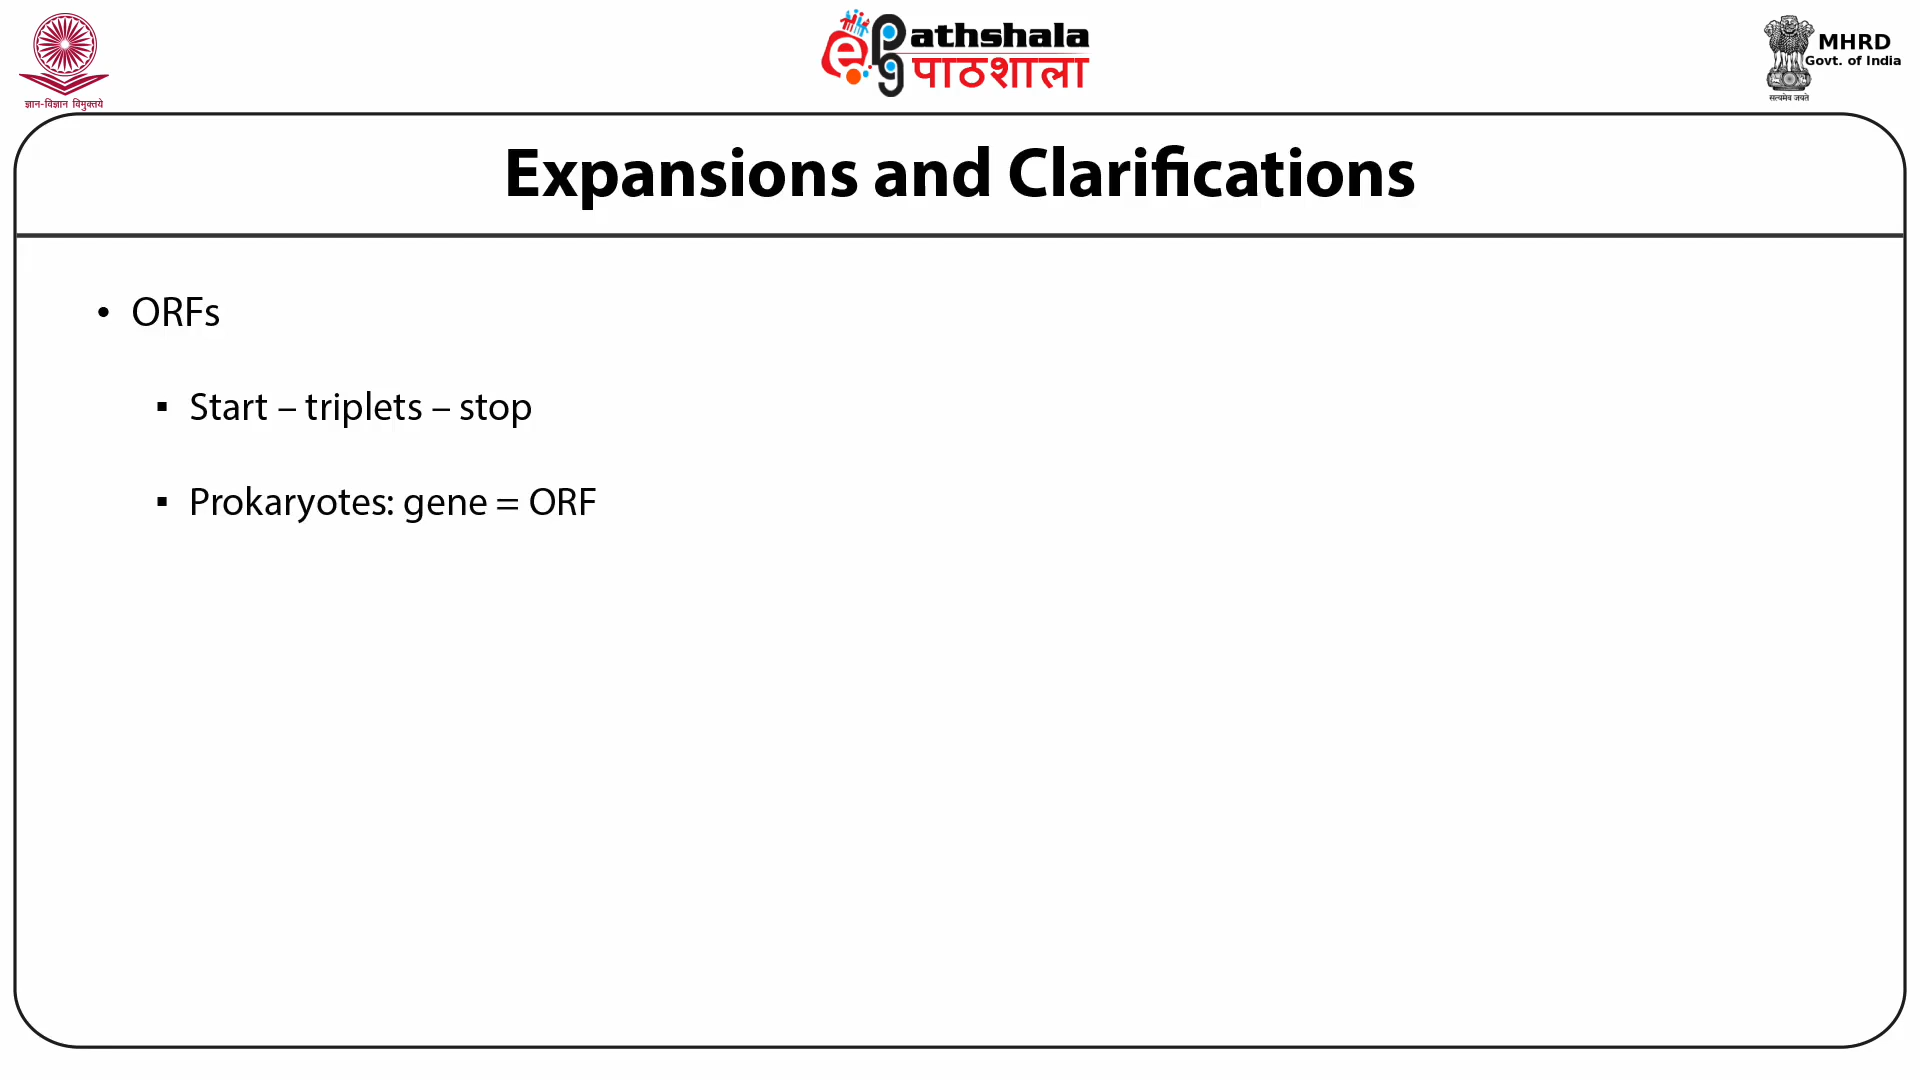 ज्ञान-विज्ञान विमुक्तये
athshala
पाठशाला
MHRD
Govt. of India
सत्यमेव जयते
Expansions and Clarifications
• ORFs
▪ Start – triplets – stop
▪ Prokaryotes: gene = ORF